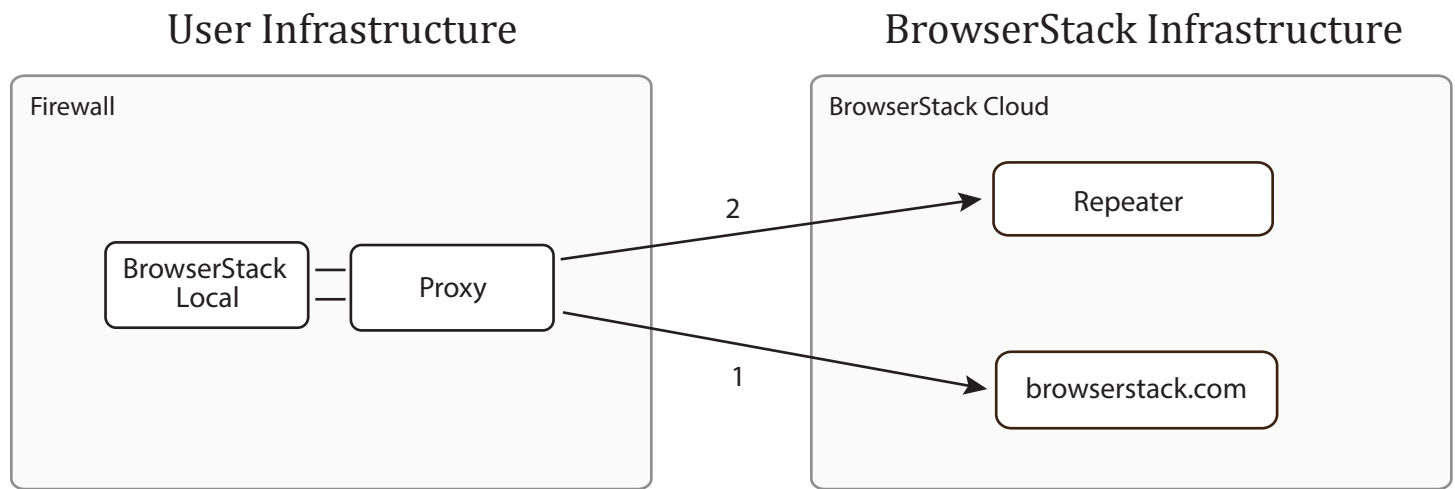 User Infrastructure
BrowserStack Infrastructure
Firewall
BrowserStack Cloud
2
Repeater
BrowserStack
Local
Proxy
1
browserstack.com